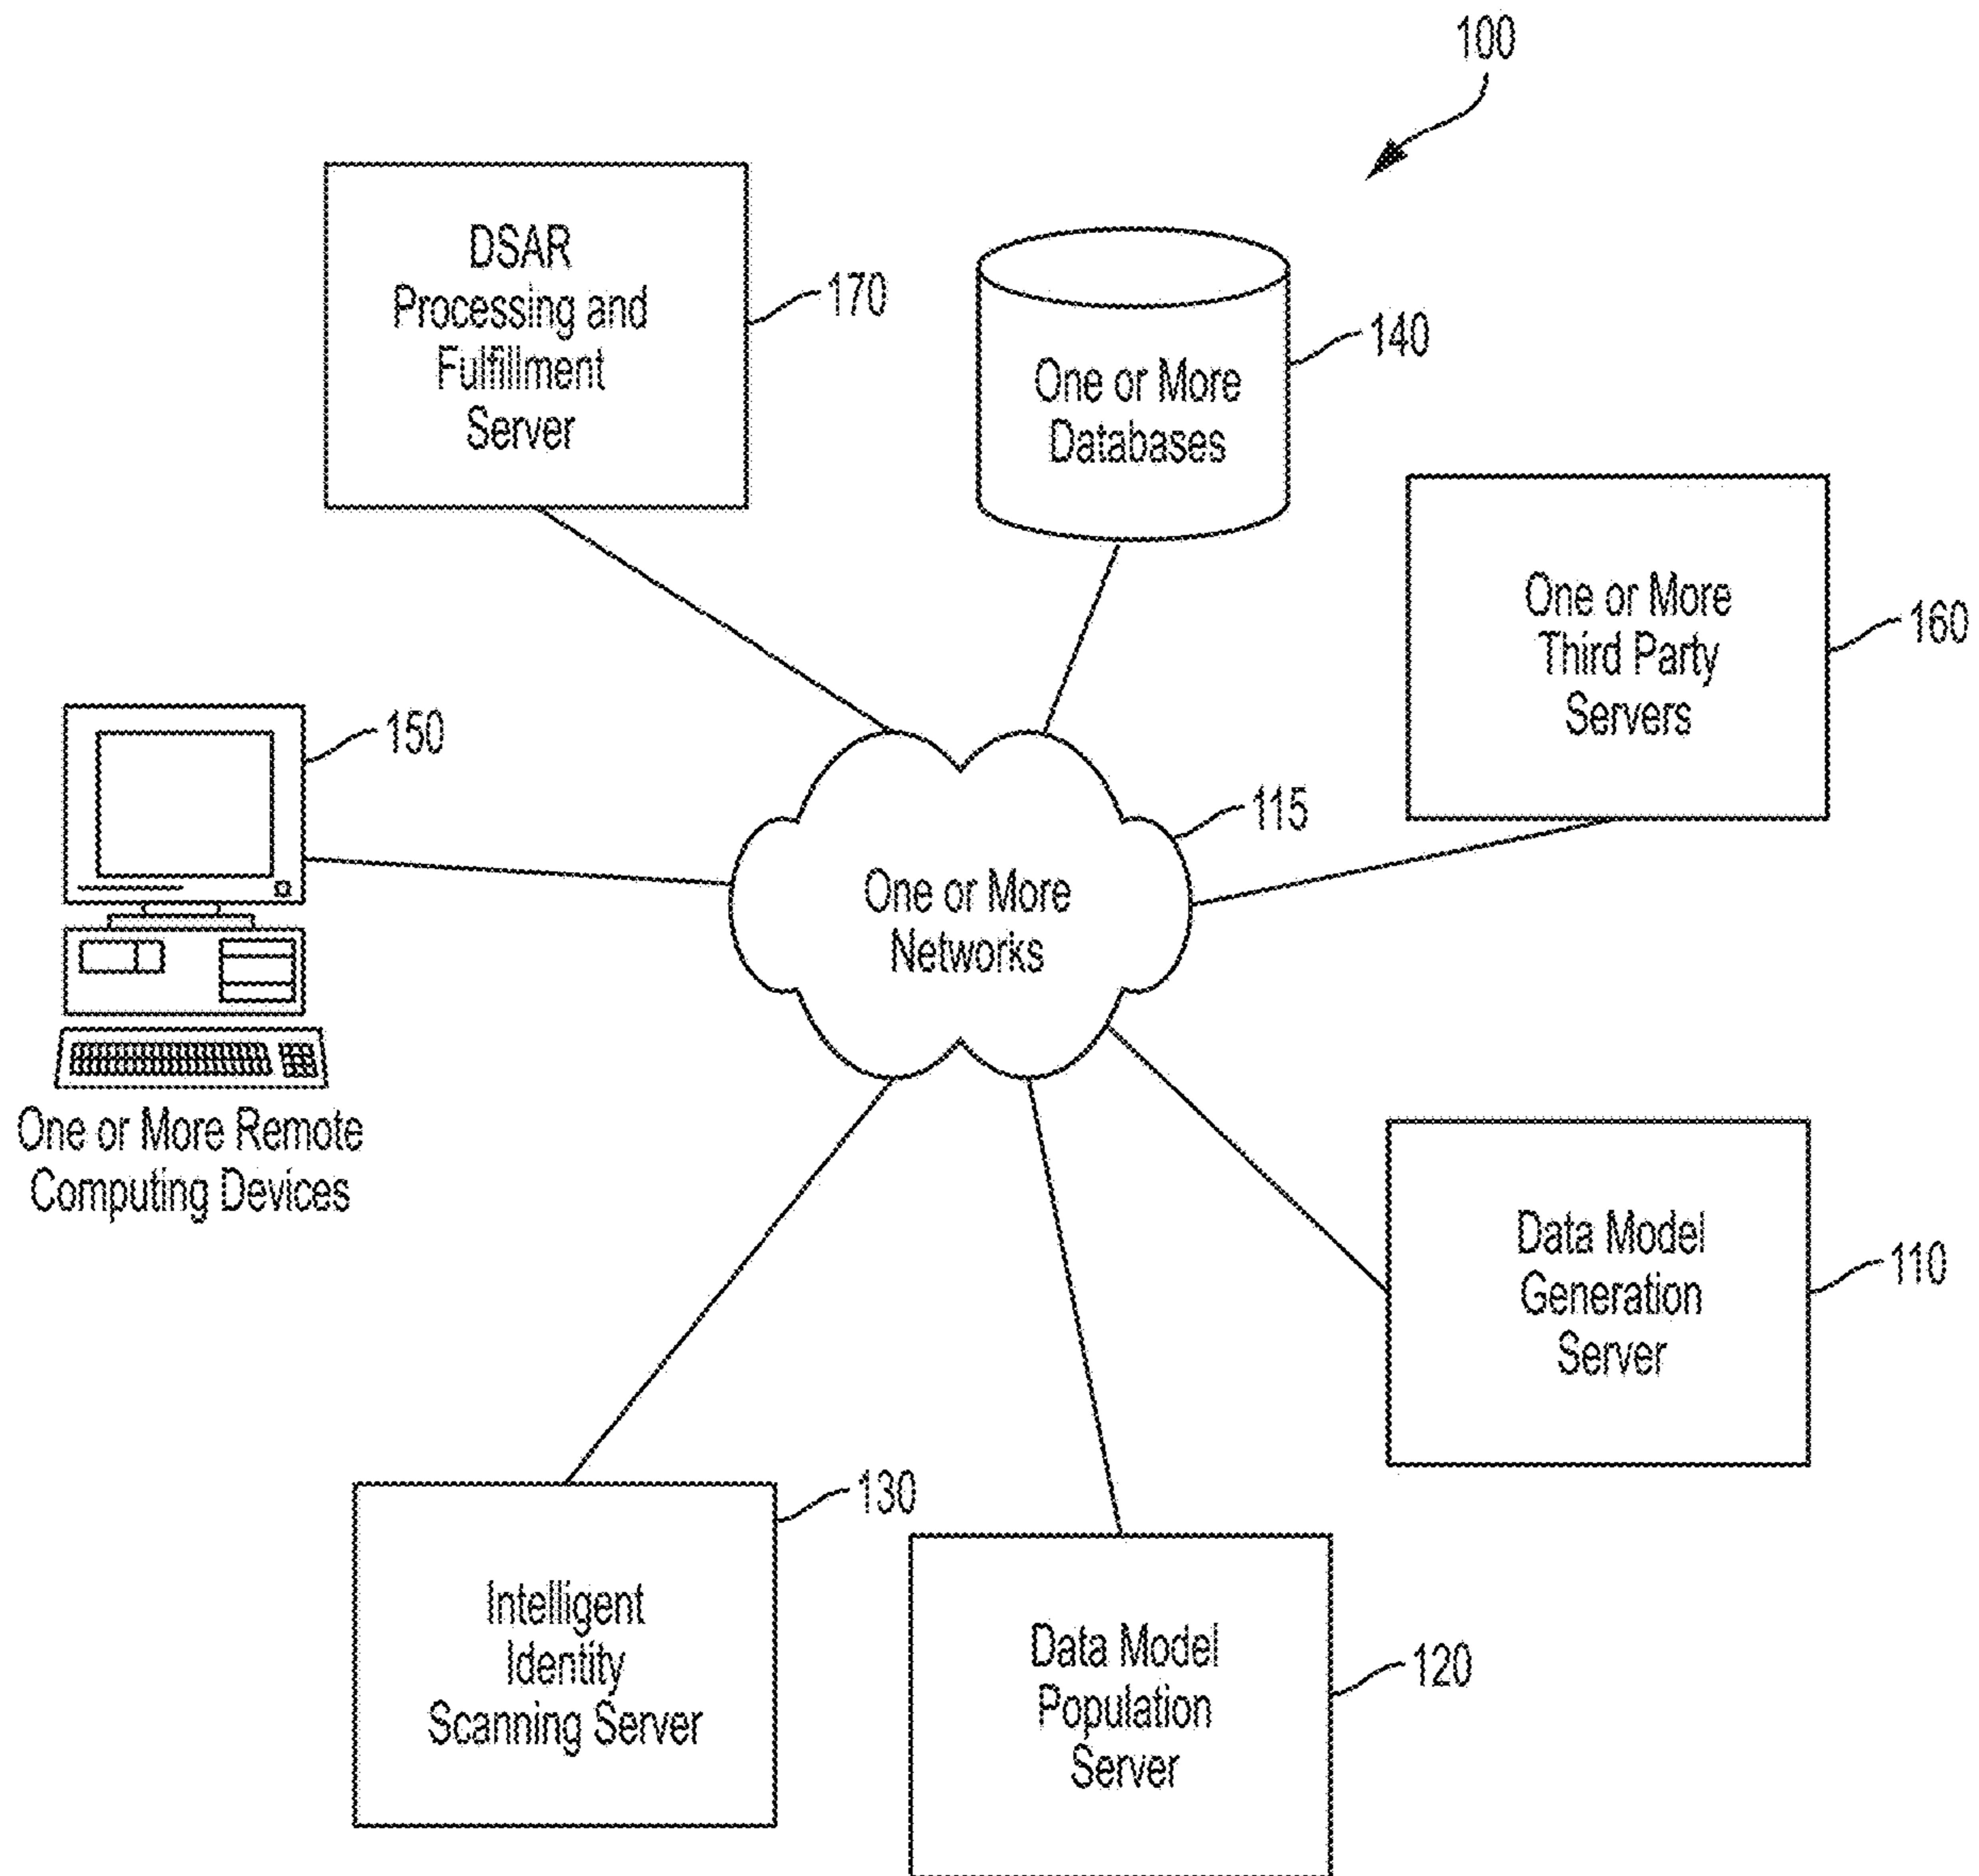 100
DSAR
Processing and
Fulfillment
Server
170
One or More
Databases
140
One or More
Third Party
Servers
160
150
One or More Remote
Computing Devices
115
One or More
Networks
Data Model
Generation
Server
110
Intelligent
Identity
Scanning Server
130
Data Model
Population
Server
120